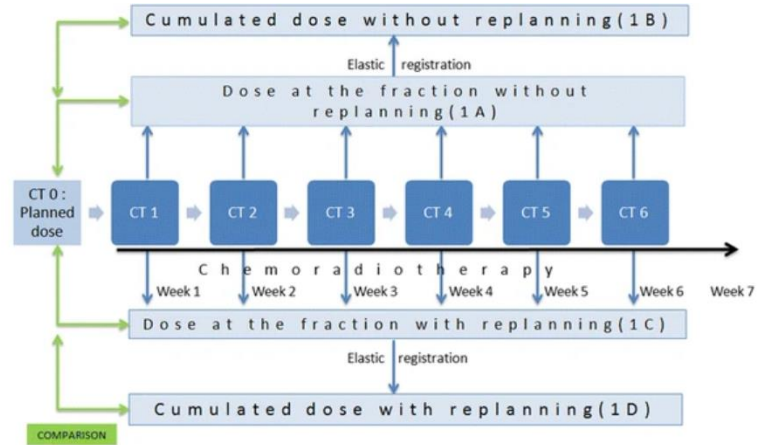 Cumulated dose without replanning(1B)
Elastic registration
Dose at the fraction without
replanning(1A)
CT 0 :
Planned
dose
CT 1
CT 2
CT 3
CT 4
CT 5
CT 6
Chemoradiotherapy
Week 1
Week 2
Week 3
Week 4
Week 5
Week 6
Week 7
Dose at the fraction with replanning(1C)
Elastic registration
Cumulated dose with replanning(1D)
COMPARISON